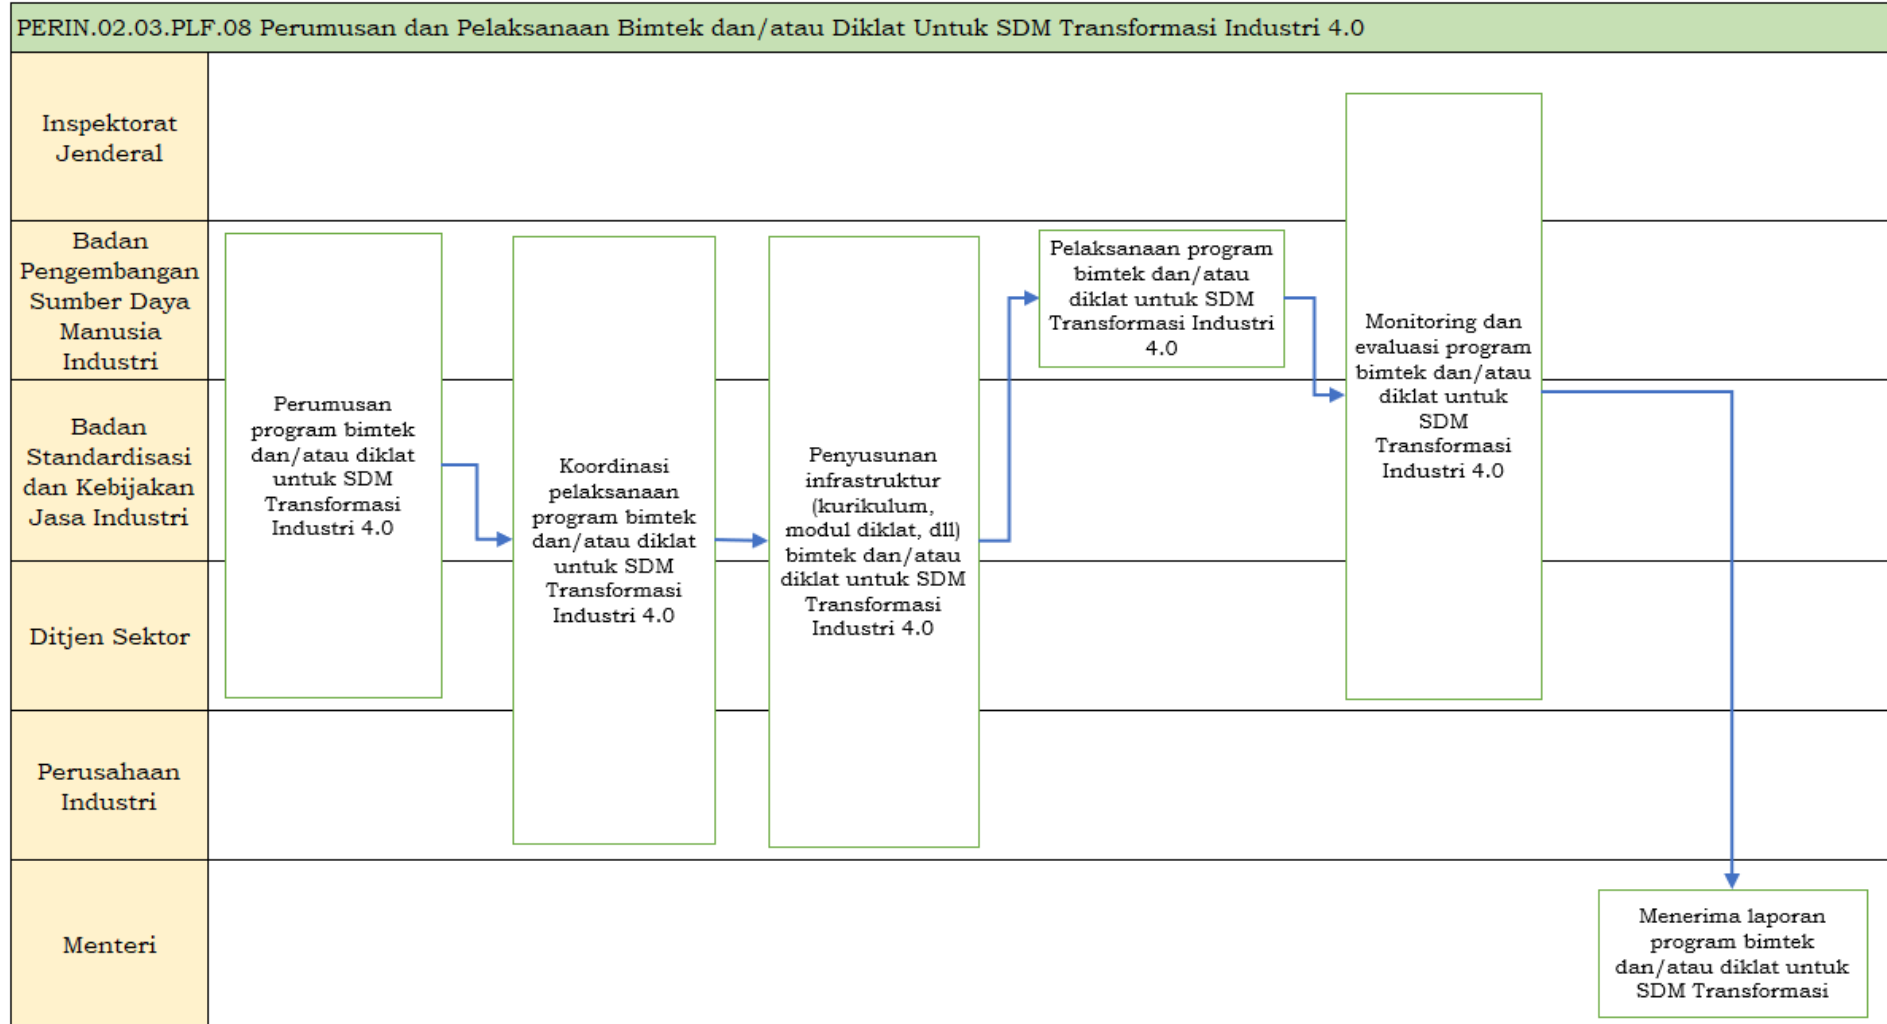 PERIN.02.03.PLF.08 Perumusan dan Pelaksanaan Bimtek dan/atau Diklat Untuk SDM Transformasi Industri 4.0
Inspektorat
Jenderal
Badan
Pengembangan
Sumber Daya
Manusia
Industri
Badan
Standardisasi
dan Kebijakan
Jasa Industri
Ditjen Sektor
Perusahaan
Industri
Menteri
Perumusan
program bimtek
dan/atau diklat
untuk SDM
Transformasi
Industri 4.0
Koordinasi
pelaksanaan
program bimtek
dan/atau diklat
untuk SDM
Transformasi
Industri 4.0
Penyusunan
infrastruktur
(kurikulum,
modul diklat, dll)
bimtek dan/atau
diklat untuk SDM
Transformasi
Industri 4.0
Pelaksanaan program
bimtek dan/atau
diklat untuk SDM
Transformasi Industri
4.0
Monitoring dan
evaluasi program
bimtek dan/atau
diklat untuk
SDM
Transformasi
Industri 4.0
Menerima laporan
program bimtek
dan/atau diklat untuk
SDM Transformasi